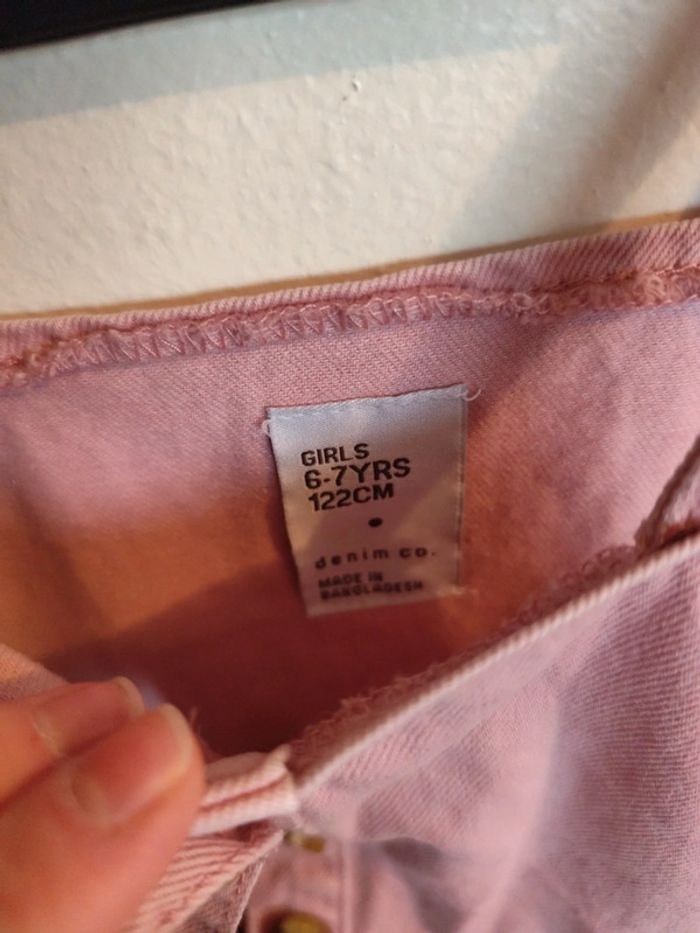 GIRLS
6-7YRS
122CM
denim co.
MADE IN
BANGLADESH